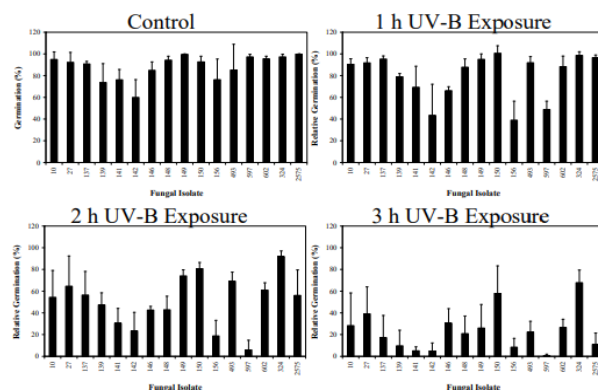 Control
Germination (%)
120
100
80
60
40
20
0
10 27 137 139 141 142 146 148 149 150 156 493 597 602 324 2575
Fungal Isolate
1 h UV-B Exposure
Relative Germination (%)
120
100
80
60
40
20
0
10 27 137 139 141 142 146 148 149 150 156 493 597 602 324 2575
Fungal Isolate
2 h UV-B Exposure
Relative Germination (%)
120
100
80
60
40
20
0
10 27 137 139 141 142 146 148 149 150 156 493 597 602 324 2575
Fungal Isolate
3 h UV-B Exposure
Relative Germination (%)
120
100
80
60
40
20
0
10 27 137 139 141 142 146 148 149 150 156 493 597 602 324 2575
Fungal Isolate